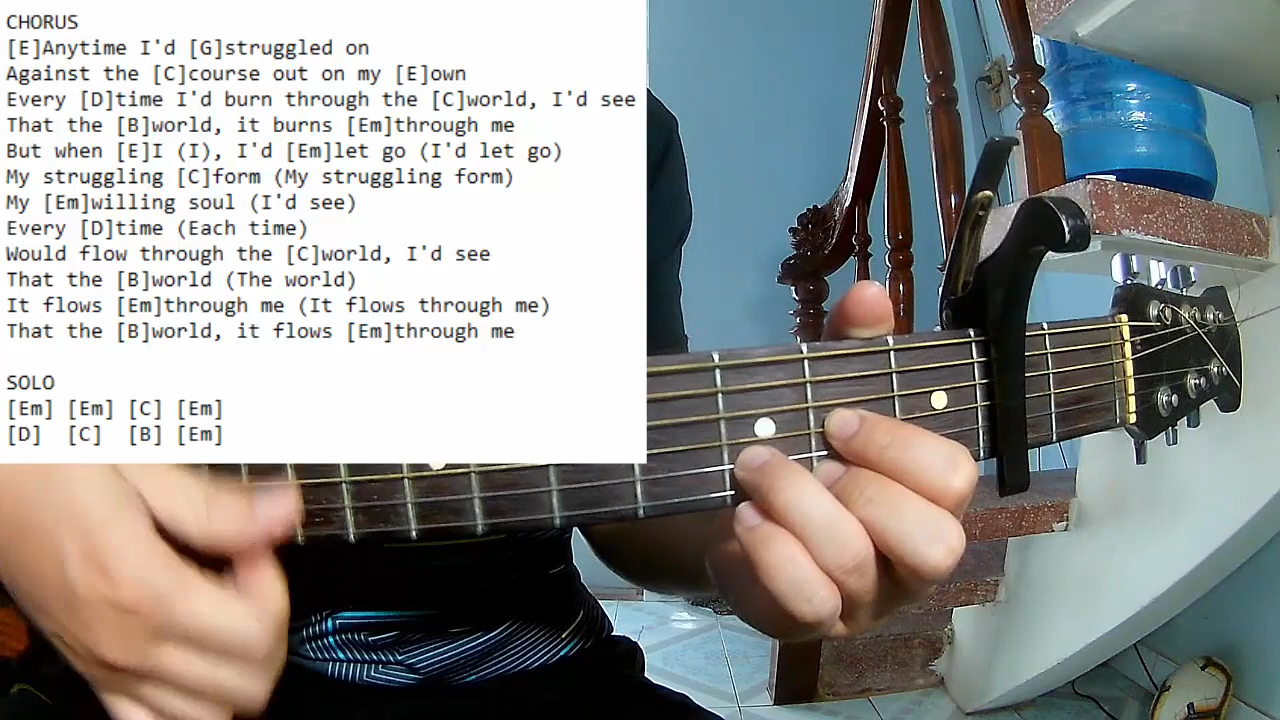 CHORUS
[E]Anytime I'd [G]struggled on
Against the [C]course out on my [E]own
Every [D]time I'd burn through the [C]world, I'd see
That the [B]world, it burns [Em]through me
But when [E]I (I), I'd [Em]let go (I'd let go)
My struggling [C]form (My struggling form)
My [Em]willing soul (I'd see)
Every [D]time (Each time)
Would flow through the [C]world, I'd see
That the [B]world (The world)
It flows [Em]through me (It flows through me)
That the [B]world, it flows [Em]through me
SOLO
[Em] [Em] [C] [Em]
[D] [C] [B] [Em]